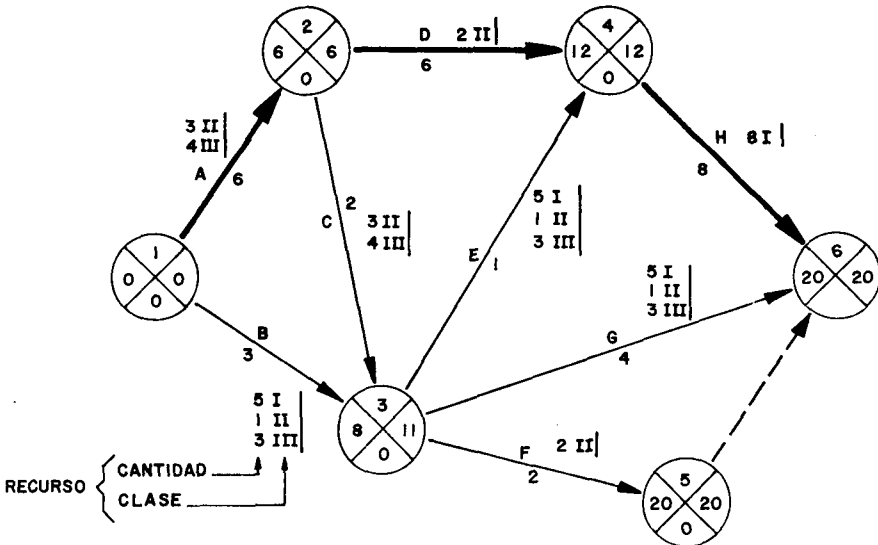 2
6 6
0
D 2 II
6
4
12 12
0
3 II
4 III
A
6
H 8 I
8
2
C
3 II
4 III
5 I
1 II
3 III
E
1
1
0 0
0
6
20 20
5 I
1 II
3 III
G
4
B
3
5 I
1 II
3 III
3
8 11
0
F 2 II
2
5
20 20
0
RECURSO
CANTIDAD
CLASE